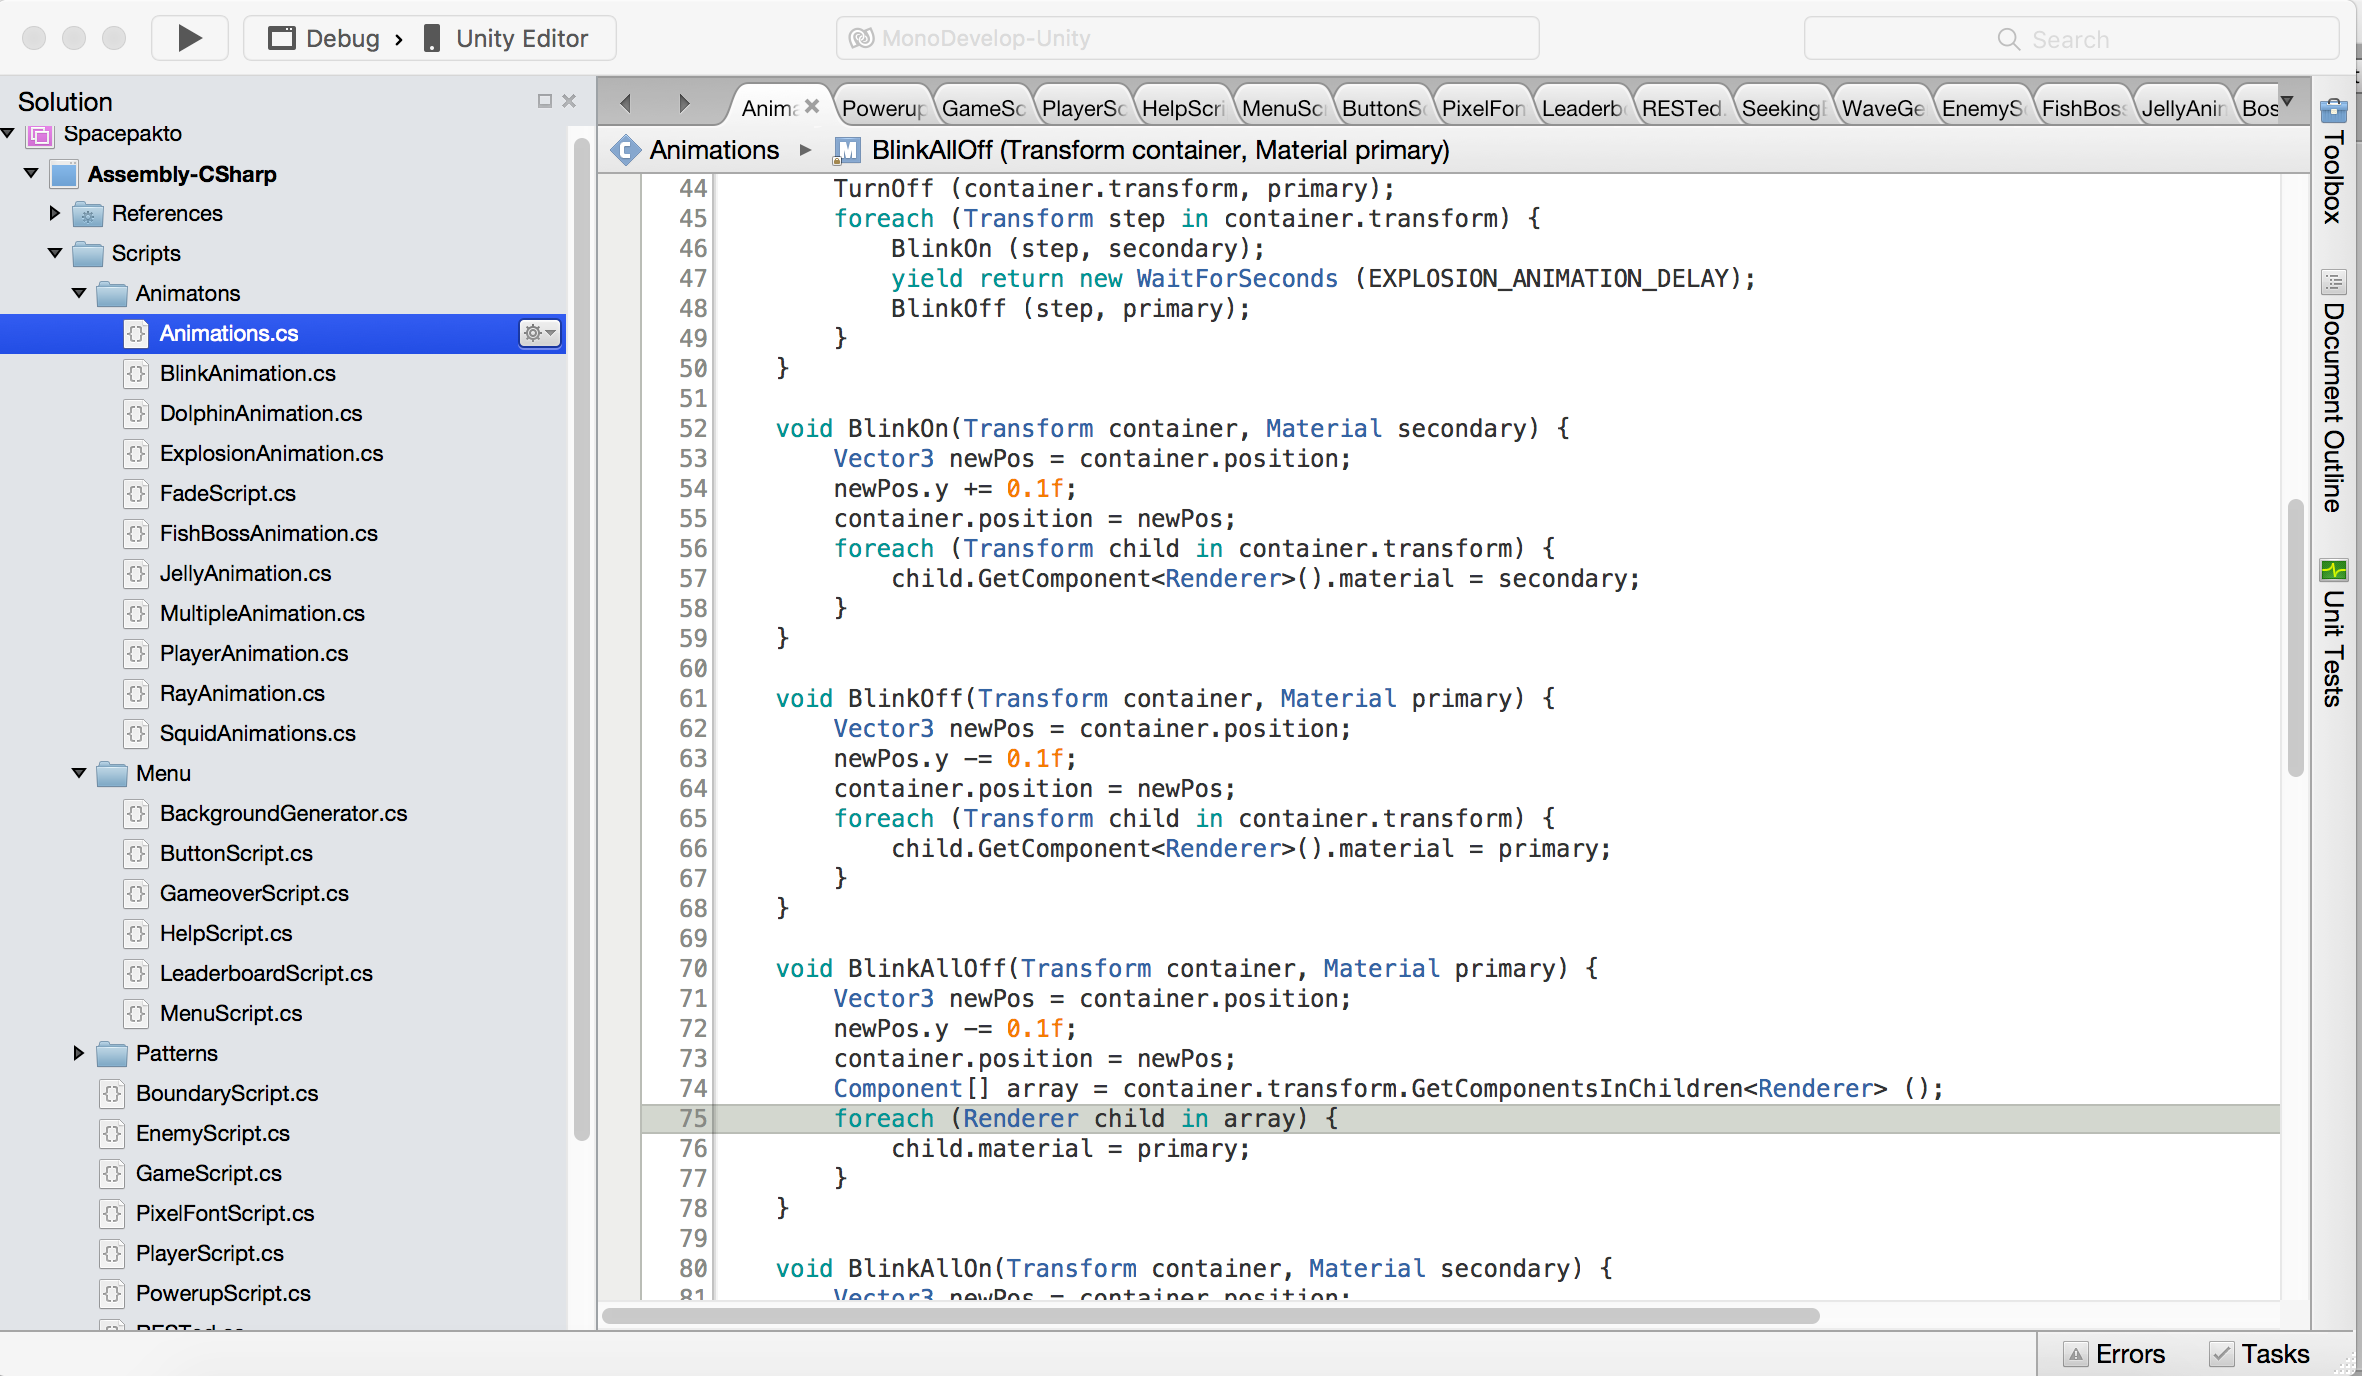 Debug › Unity Editor
MonoDevelop-Unity
Search
Solution
Spacepakto
Assembly-CSharp
References
Scripts
Animatons
Animations.cs
BlinkAnimation.cs
DolphinAnimation.cs
ExplosionAnimation.cs
FadeScript.cs
FishBossAnimation.cs
JellyAnimation.cs
MultipleAnimation.cs
PlayerAnimation.cs
RayAnimation.cs
SquidAnimations.cs
Menu
BackgroundGenerator.cs
ButtonScript.cs
GameoverScript.cs
HelpScript.cs
LeaderboardScript.cs
MenuScript.cs
Patterns
BoundaryScript.cs
EnemyScript.cs
GameScript.cs
PixelFontScript.cs
PlayerScript.cs
PowerupScript.cs
RESTed.cs
Anima Powerup GameSc PlayerSc HelpScri MenuScr ButtonSc PixelFon Leaderb RESTed. SeekingE WaveGe EnemyS FishBoss JellyAnin Bos
Animations BlinkAllOff (Transform container, Material primary)
44 TurnOff (container.transform, primary);
45 foreach (Transform step in container.transform) {
46 BlinkOn (step, secondary);
47 yield return new WaitForSeconds (EXPLOSION_ANIMATION_DELAY);
48 BlinkOff (step, primary);
49 }
50 }
51
52 void BlinkOn(Transform container, Material secondary) {
53 Vector3 newPos = container.position;
54 newPos.y += 0.1f;
55 container.position = newPos;
56 foreach (Transform child in container.transform) {
57 child.GetComponent<Renderer>().material = secondary;
58 }
59 }
60
61 void BlinkOff(Transform container, Material primary) {
62 Vector3 newPos = container.position;
63 newPos.y -= 0.1f;
64 container.position = newPos;
65 foreach (Transform child in container.transform) {
66 child.GetComponent<Renderer>().material = primary;
67 }
68 }
69
70 void BlinkAllOff(Transform container, Material primary) {
71 Vector3 newPos = container.position;
72 newPos.y -= 0.1f;
73 container.position = newPos;
74 Component[] array = container.transform.GetComponentsInChildren<Renderer> ();
75 foreach (Renderer child in array) {
76 child.material = primary;
77 }
78 }
79
80 void BlinkAllOn(Transform container, Material secondary) {
81 Vector3 newPos = container.position;
Toolbox
Document Outline
Unit Tests
Errors Tasks